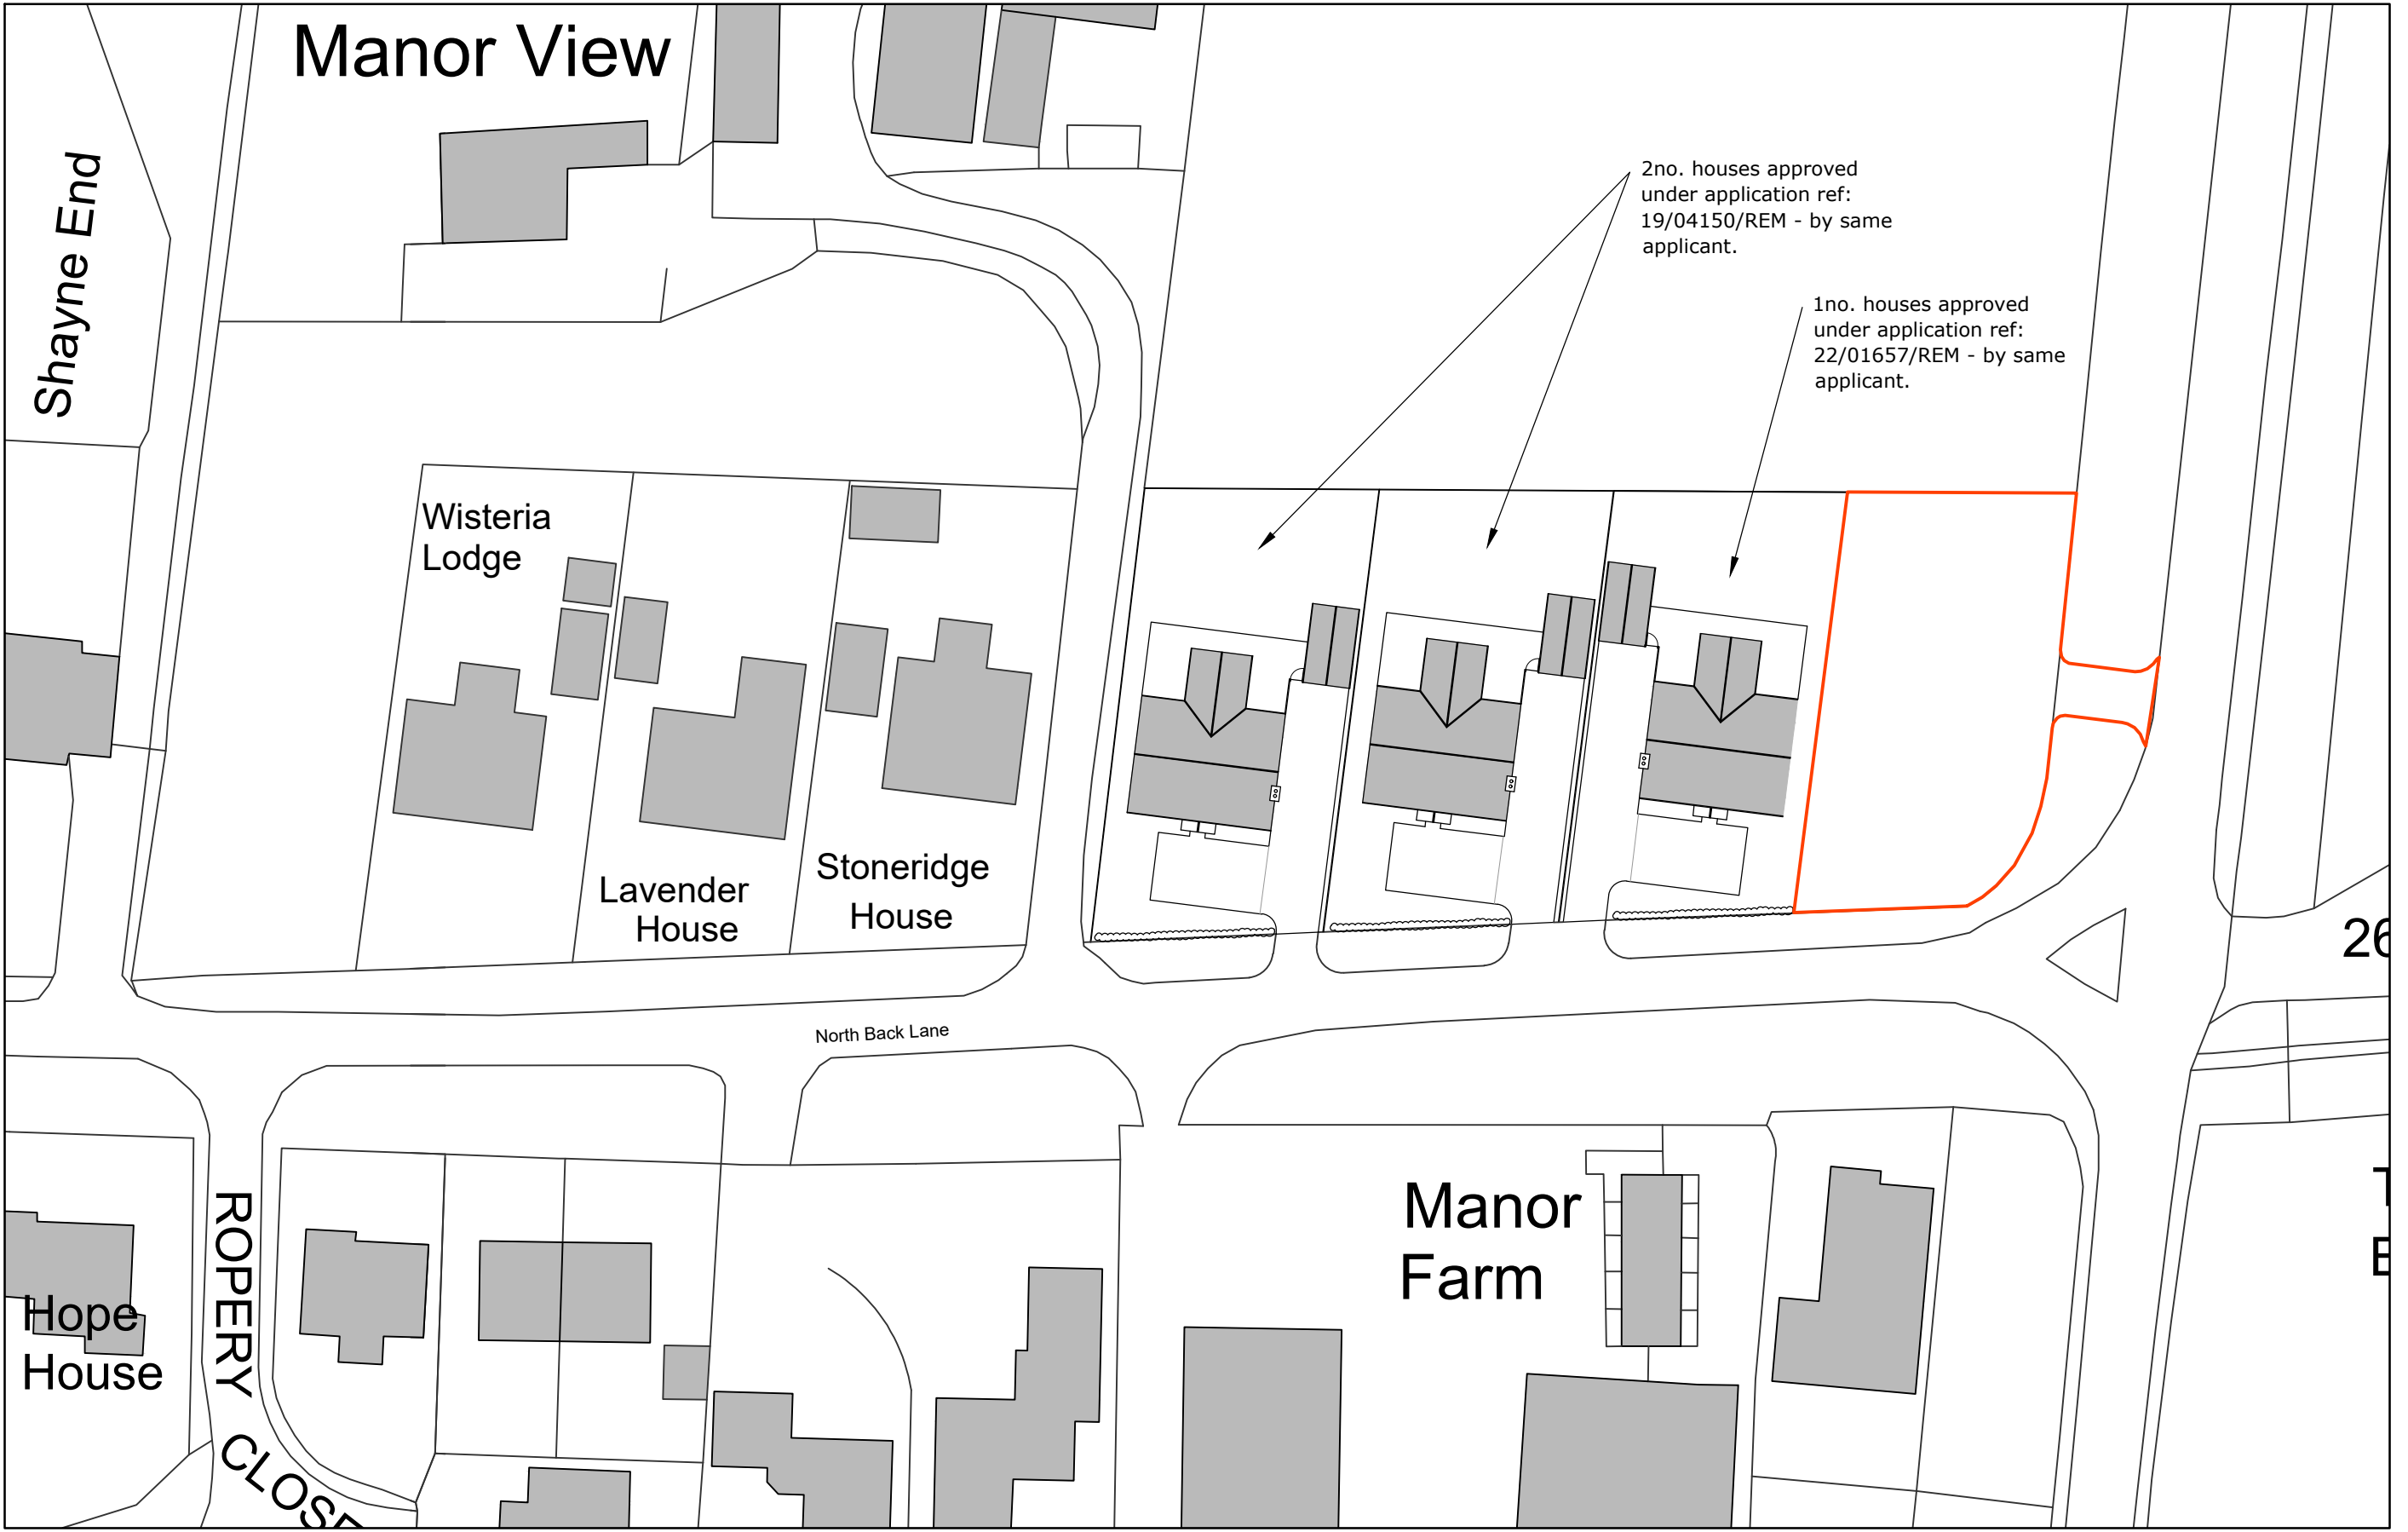 Manor View
Shayne End
2no. houses approved
under application ref:
19/04150/REM - by same
applicant.
1no. houses approved
under application ref:
22/01657/REM - by same
applicant.
Wisteria
Lodge
Lavender
House
Stoneridge
House
26
North Back Lane
Manor
Farm
Hope
House
ROPERY CLOSE